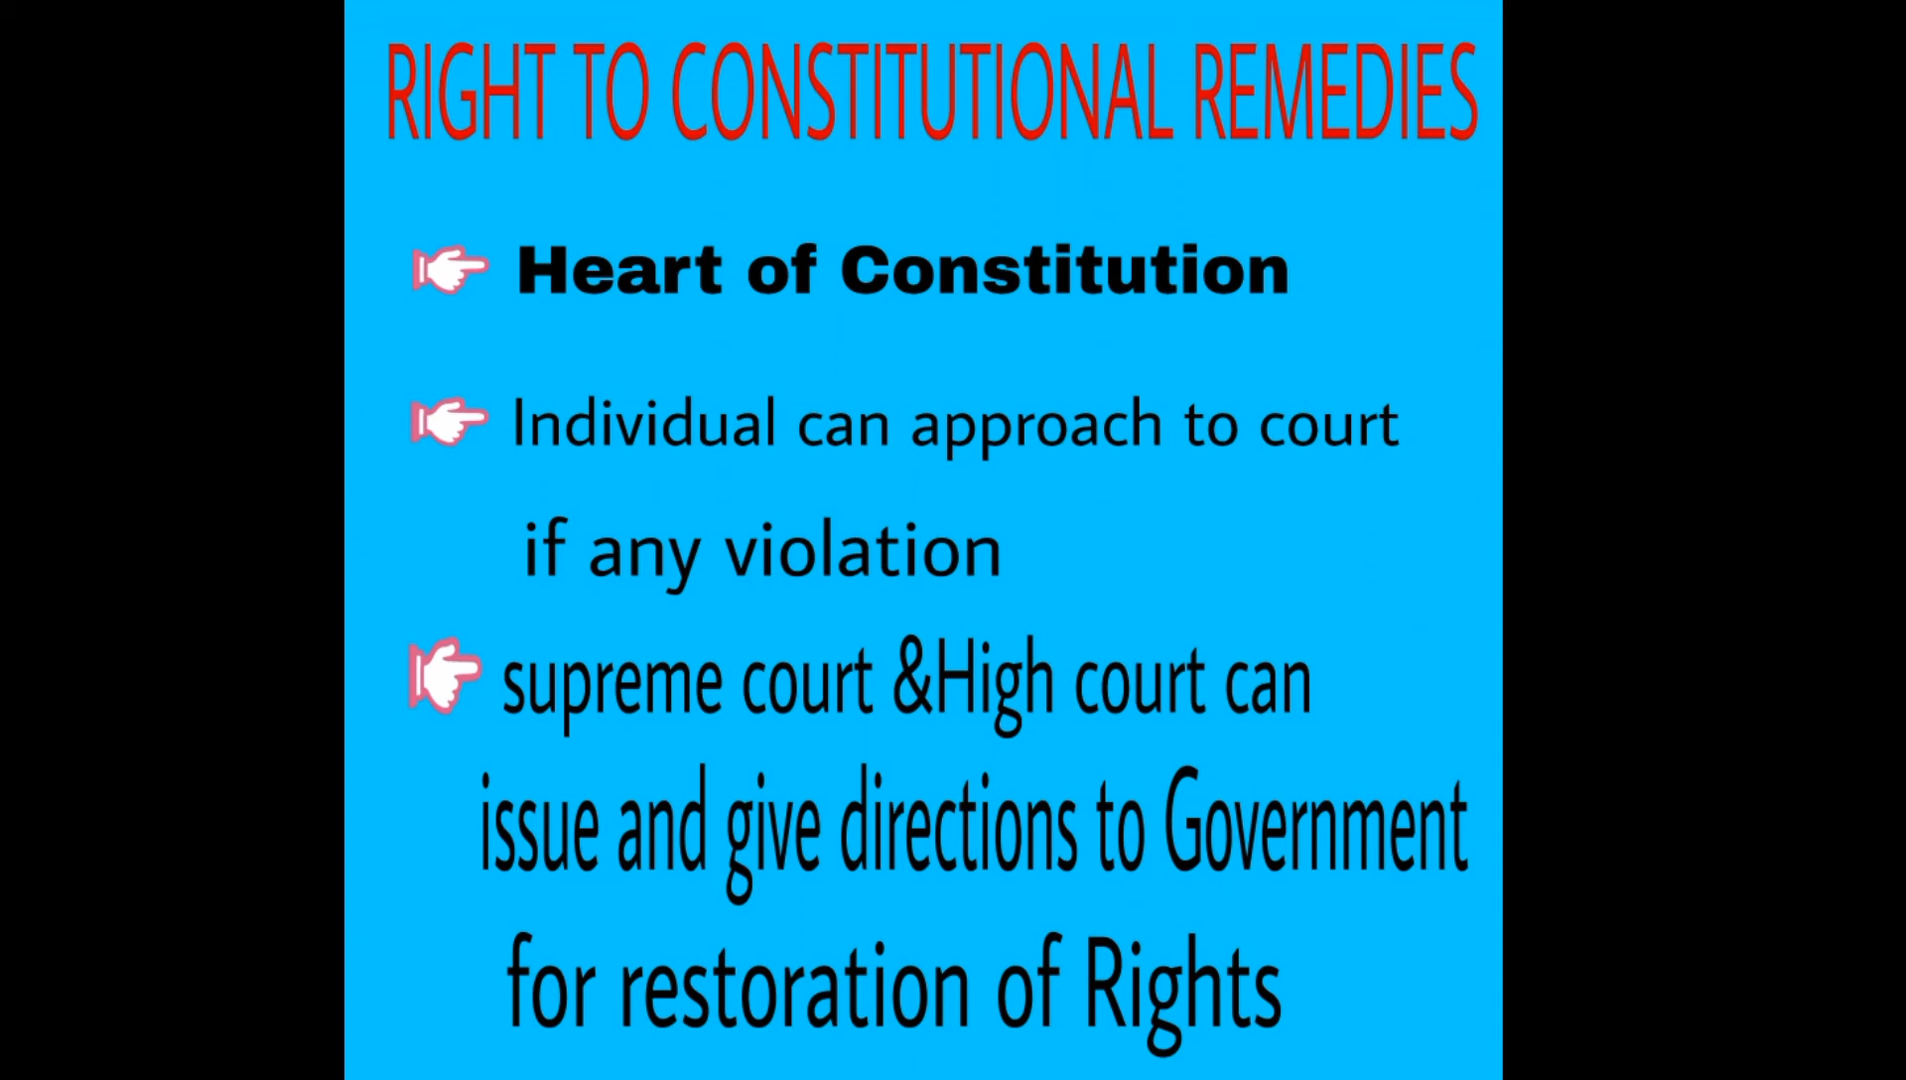 RIGHT TO CONSTITUTIONAL REMEDIES
Heart of Constitution
Individual can approach to court
if any violation
supreme court &High court can
issue and give directions to Government
for restoration of Rights